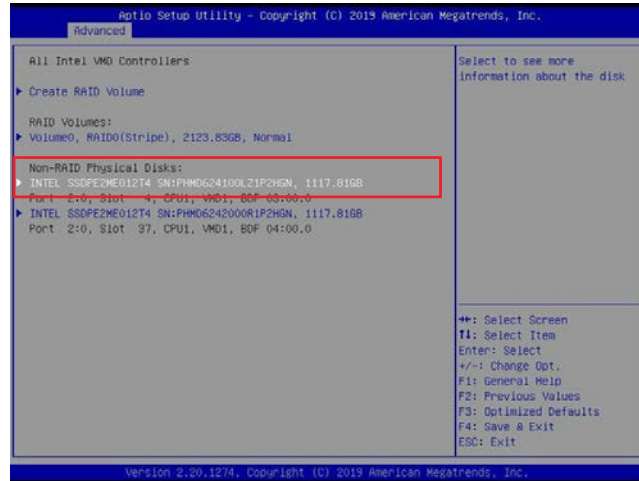 Aptio Setup Utility - Copyright (C) 2019 American Megatrends, Inc.
Advanced
All Intel VMD Controllers
Create RAID Volume
RAID Volumes:
Volume0, RAID0(Stripe), 2123.83GB, Normal
Non-RAID Physical Disks:
INTEL SSDPE2ME012T4 SN:PHMD624100L21P2HGN, 1117.81GB
Port 2:0, Slot 4, CPU1, VMD1, BDF 03:00.0
INTEL SSDPE2ME012T4 SN:PHMD6242000R1P2HGN, 1117.81GB
Port 2:0, Slot 37, CPU1, VMD1, BDF 04:00.0
Select to see more
information about the disk
→←: Select Screen
↑↓: Select Item
Enter: Select
+/-: Change Opt.
F1: General Help
F2: Previous Values
F3: Optimized Defaults
F4: Save & Exit
ESC: Exit
Version 2.20.1274. Copyright (C) 2019 American Megatrends, Inc.